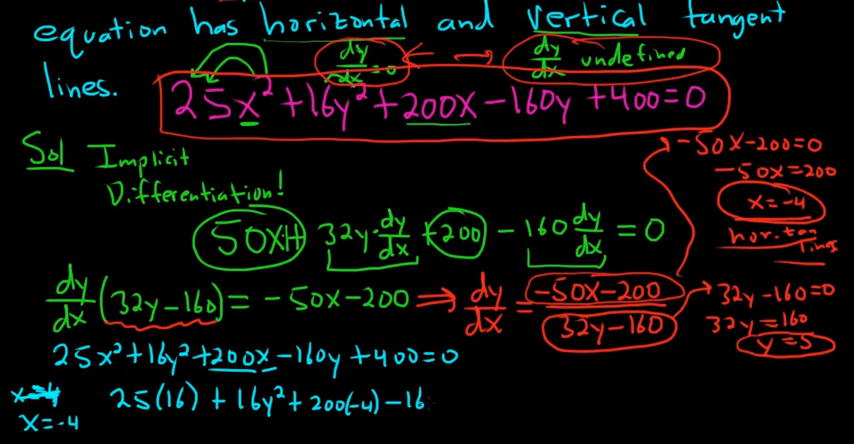 equation has horizontal and vertical tangent
lines. dy/dx = 0 dy/dx undefined
25x² + 16y² + 200x - 160y + 400 = 0
Sol Implicit
Differentiation!
50x + 32y · dy/dx + 200 - 160 dy/dx = 0
dy/dx (32y - 160) = -50x - 200 ⇒ dy/dx = (-50x - 200)/(32y - 160)
-50x - 200 = 0
-50x = 200
x = -4
hor. tan
lines
32y - 160 = 0
32y = 160
y = 5
25x² + 16y² + 200x - 160y + 400 = 0
x = -4 25(16) + 16y² + 200(-4) - 16